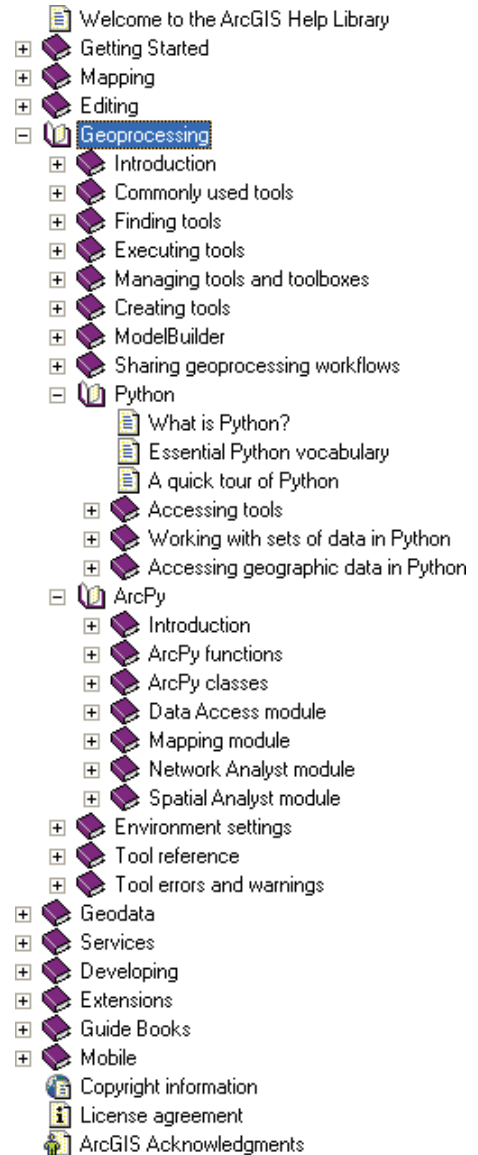 Welcome to the ArcGIS Help Library
Getting Started
Mapping
Editing
Geoprocessing
Introduction
Commonly used tools
Finding tools
Executing tools
Managing tools and toolboxes
Creating tools
ModelBuilder
Sharing geoprocessing workflows
Python
What is Python?
Essential Python vocabulary
A quick tour of Python
Accessing tools
Working with sets of data in Python
Accessing geographic data in Python
ArcPy
Introduction
ArcPy functions
ArcPy classes
Data Access module
Mapping module
Network Analyst module
Spatial Analyst module
Environment settings
Tool reference
Tool errors and warnings
Geodata
Services
Developing
Extensions
Guide Books
Mobile
Copyright information
License agreement
ArcGIS Acknowledgments